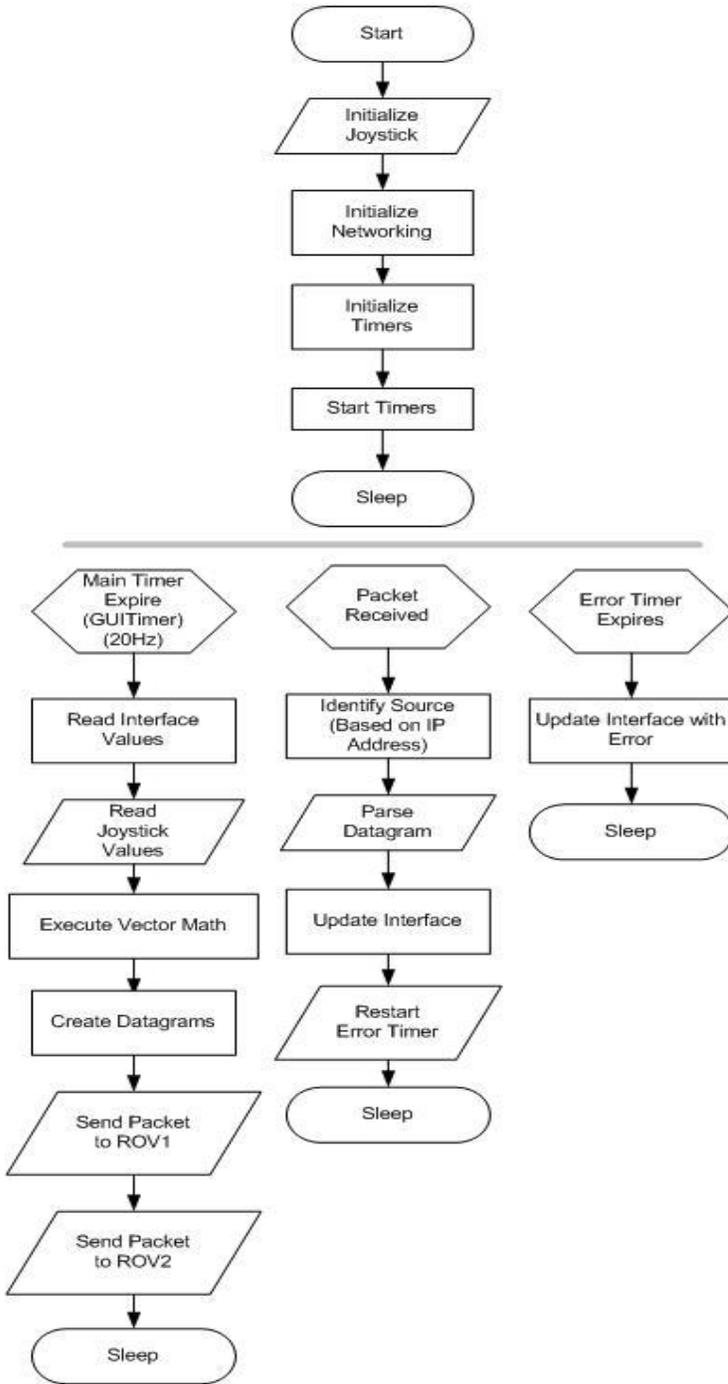 Start
Initialize
Joystick
Initialize
Networking
Initialize
Timers
Start Timers
Sleep
Main Timer
Expire
(GUITimer)
(20Hz)
Read Interface
Values
Read
Joystick
Values
Execute Vector Math
Create Datagrams
Send Packet
to ROV1
Send Packet
to ROV2
Sleep
Packet
Received
Identify Source
(Based on IP
Address)
Parse
Datagram
Update Interface
Restart
Error Timer
Sleep
Error Timer
Expires
Update Interface with
Error
Sleep